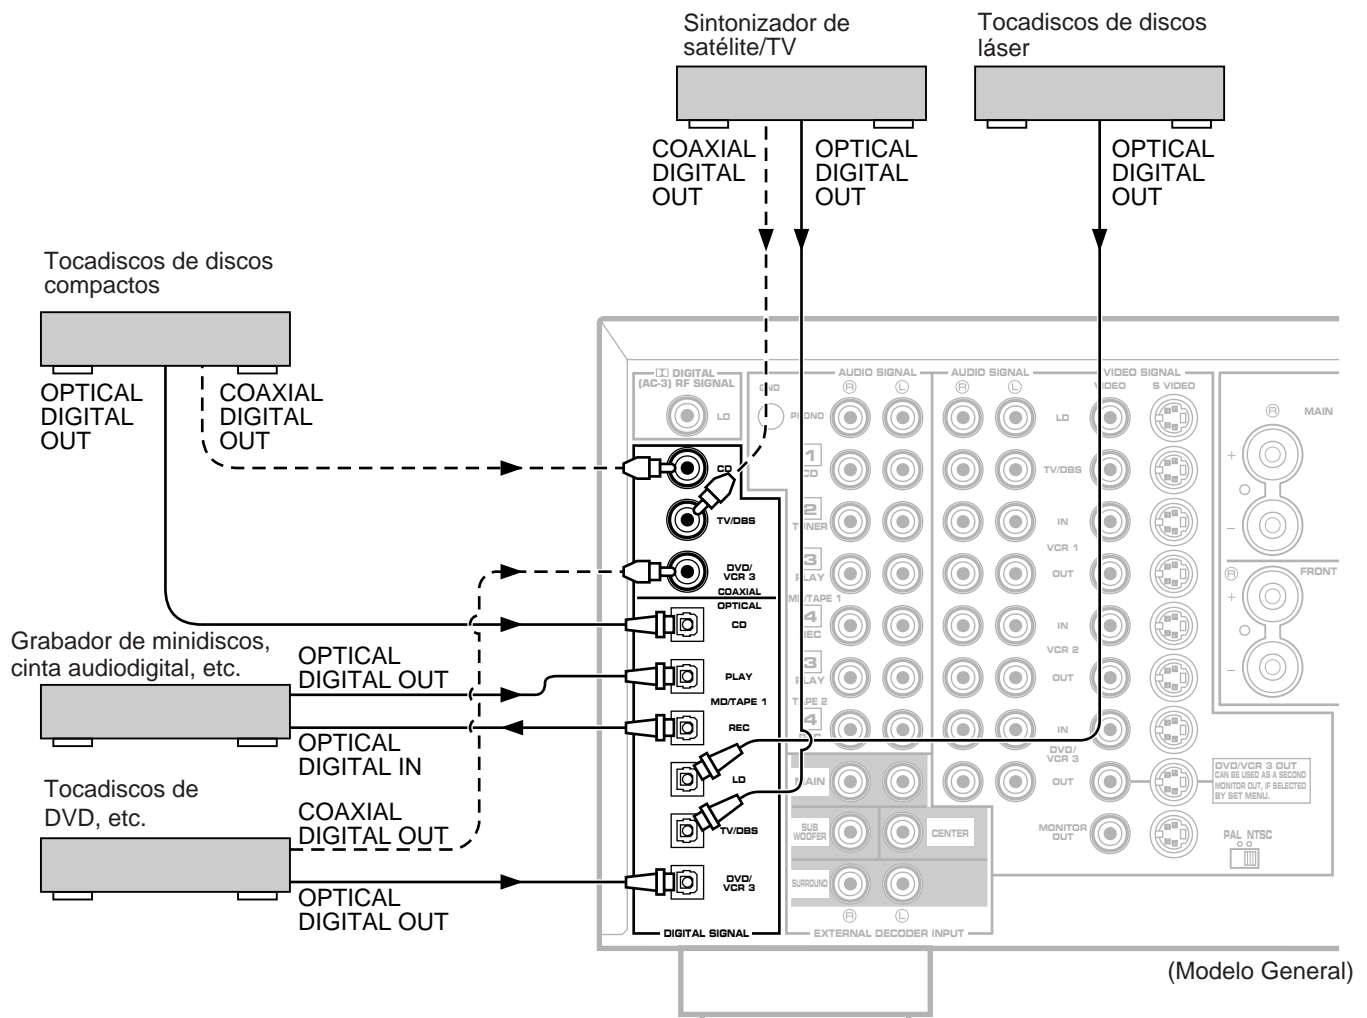 Sintonizador de
satélite/TV
Tocadiscos de discos
láser
COAXIAL
DIGITAL
OUT
OPTICAL
DIGITAL
OUT
OPTICAL
DIGITAL
OUT
Tocadiscos de discos
compactos
OPTICAL
DIGITAL
OUT
COAXIAL
DIGITAL
OUT
Grabador de minidiscos,
cinta audiodigital, etc.
OPTICAL
DIGITAL OUT
OPTICAL
DIGITAL IN
Tocadiscos de
DVD, etc.
COAXIAL
DIGITAL OUT
OPTICAL
DIGITAL OUT
DIGITAL
(AC-3) RF SIGNAL
LD
CD
TV/DBS
DVD/
VCR 3
COAXIAL
OPTICAL
CD
PLAY
MD/TAPE 1
REC
LD
TV/DBS
DVD/
VCR 3
DIGITAL SIGNAL
GND
AUDIO SIGNAL
R L
PHONO
1
CD
2
TUNER
3
PLAY
MD/TAPE 1
4
REC
3
PLAY
TAPE 2
4
MAIN
SUB
WOOFER
CENTER
SURROUND
R L
EXTERNAL DECODER INPUT
AUDIO SIGNAL
R L
VIDEO SIGNAL
VIDEO S VIDEO
LD
TV/DBS
IN
VCR 1
OUT
IN
VCR 2
OUT
IN
DVD/
VCR 3
OUT
MONITOR
OUT
DVD/VCR 3 OUT
CAN BE USED AS A SECOND
MONITOR OUT, IF SELECTED
BY SET MENU.
PAL NTSC
R MAIN
+
–
R FRONT
+
–
(Modelo General)